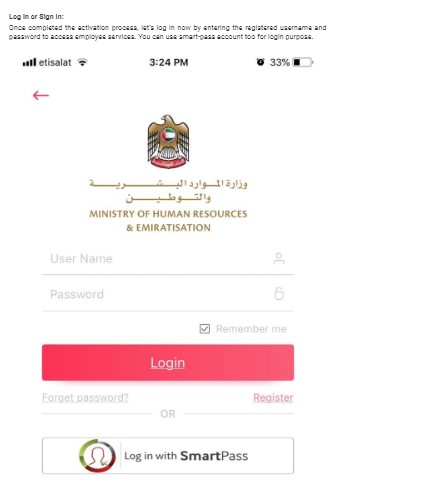 Log in or Sign in:
Once completed the activation process, let's log in now by entering the registered username and
password to access employee services. You can use smart-pass account too for login purpose.
etisalat 3:24 PM 33%
وزارة المـــوارد البـــــشـــــريـــــة
والتـــوطـــيـــن
MINISTRY OF HUMAN RESOURCES
& EMIRATISATION
User Name
Password
Remember me
Login
Forget password? Register
OR
Log in with SmartPass